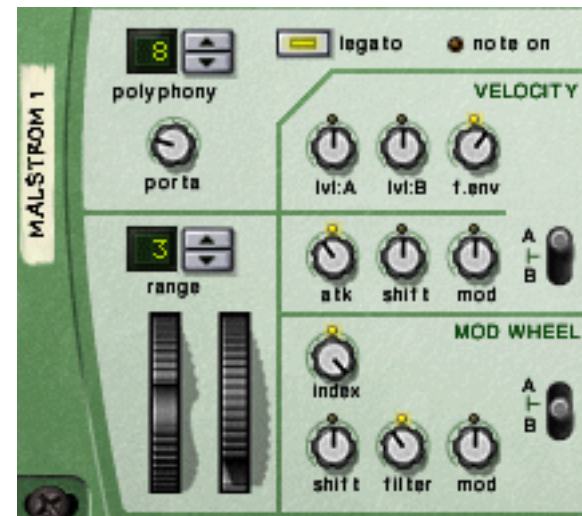 8
legato
note on
polyphony
VELOCITY
MALSTROM 1
porta
lvl:A
lvl:B
f.env
3
range
A
B
atk
shift
mod
MOD WHEEL
index
A
B
shift
filter
mod